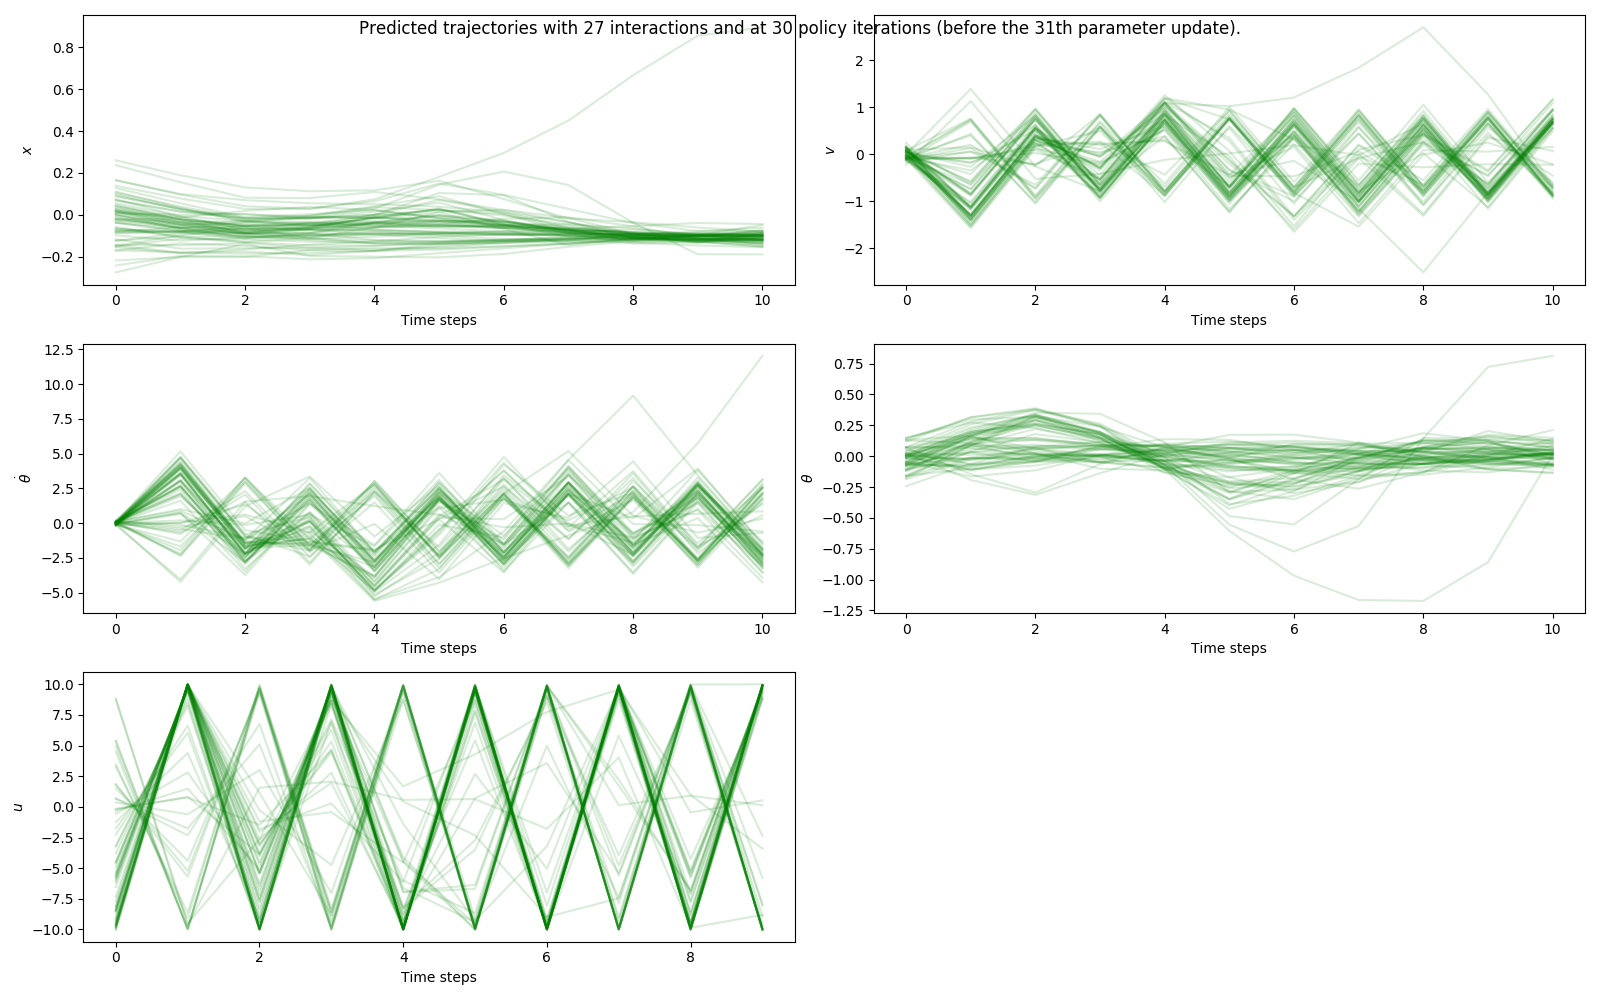 Predicted trajectories with 27 interactions and at 30 policy iterations (before the 31th parameter update).
0.8
0.6
0.4
0.2
0.0
−0.2
x
0 2 4 6 8 10
Time steps
2
1
0
−1
−2
v
0 2 4 6 8 10
Time steps
12.5
10.0
7.5
5.0
2.5
0.0
−2.5
−5.0
θ̇
0 2 4 6 8 10
Time steps
0.75
0.50
0.25
0.00
−0.25
−0.50
−0.75
−1.00
−1.25
θ
0 2 4 6 8 10
Time steps
10.0
7.5
5.0
2.5
0.0
−2.5
−5.0
−7.5
−10.0
u
0 2 4 6 8
Time steps